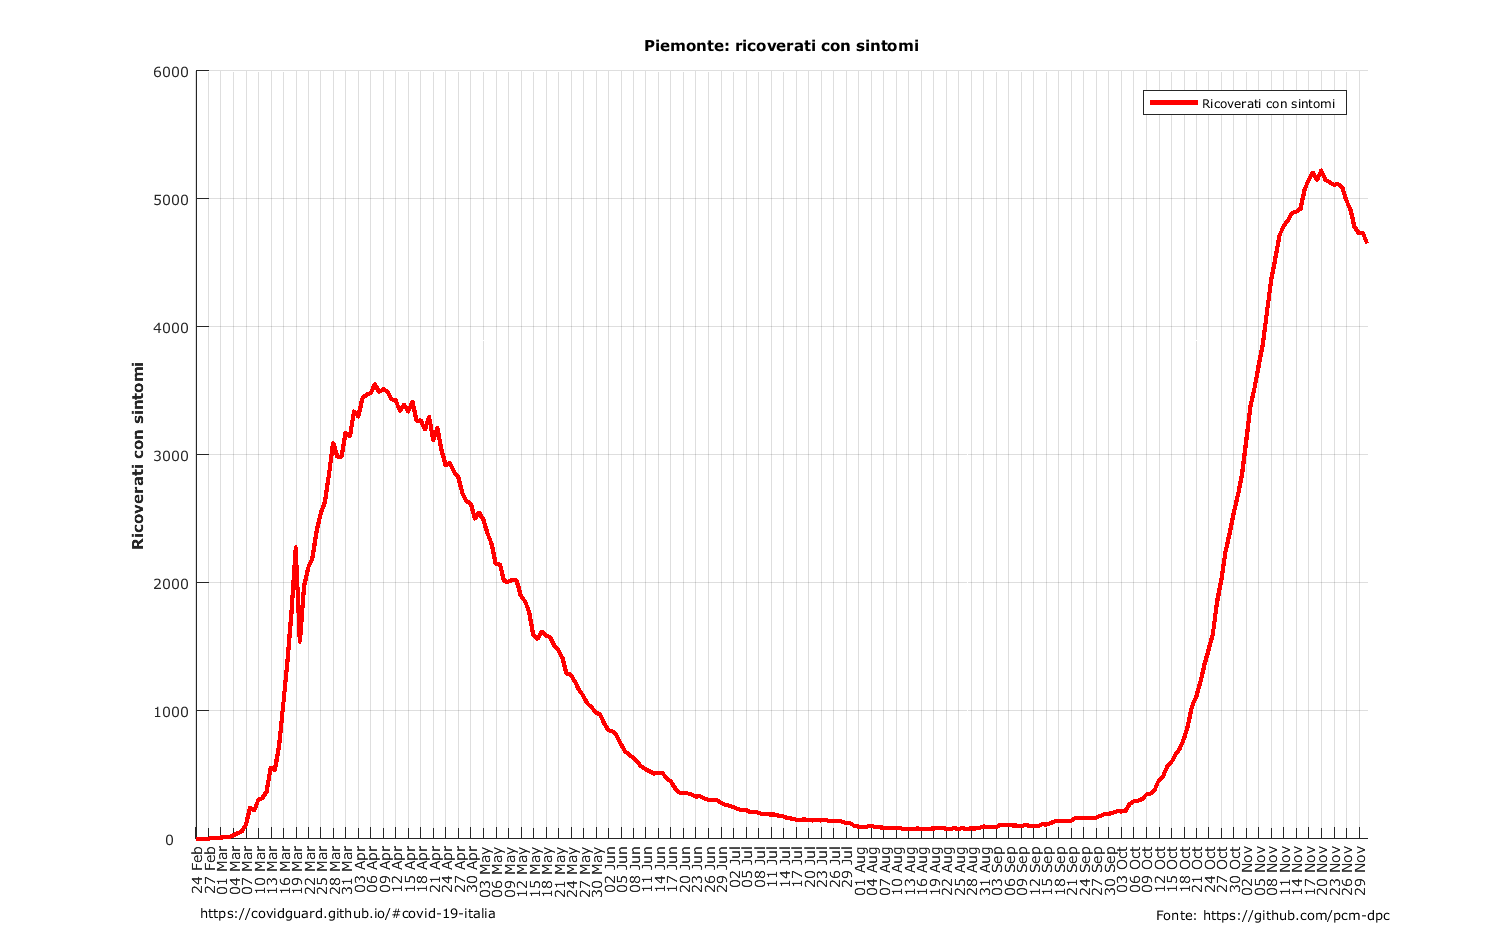 Piemonte: ricoverati con sintomi
6000
5000
4000
3000
2000
1000
0
Ricoverati con sintomi
Ricoverati con sintomi
24 Feb
27 Feb
01 Mar
04 Mar
07 Mar
10 Mar
13 Mar
16 Mar
19 Mar
22 Mar
25 Mar
28 Mar
31 Mar
03 Apr
06 Apr
09 Apr
12 Apr
15 Apr
18 Apr
21 Apr
24 Apr
27 Apr
30 Apr
03 May
06 May
09 May
12 May
15 May
18 May
21 May
24 May
27 May
30 May
02 Jun
05 Jun
08 Jun
11 Jun
14 Jun
17 Jun
20 Jun
23 Jun
26 Jun
29 Jun
02 Jul
05 Jul
08 Jul
11 Jul
14 Jul
17 Jul
20 Jul
23 Jul
26 Jul
29 Jul
01 Aug
04 Aug
07 Aug
10 Aug
13 Aug
16 Aug
19 Aug
22 Aug
25 Aug
28 Aug
31 Aug
03 Sep
06 Sep
09 Sep
12 Sep
15 Sep
18 Sep
21 Sep
24 Sep
27 Sep
30 Sep
03 Oct
06 Oct
09 Oct
12 Oct
15 Oct
18 Oct
21 Oct
24 Oct
27 Oct
30 Oct
02 Nov
05 Nov
08 Nov
11 Nov
14 Nov
17 Nov
20 Nov
23 Nov
26 Nov
29 Nov
https://covidguard.github.io/#covid-19-italia
Fonte: https://github.com/pcm-dpc